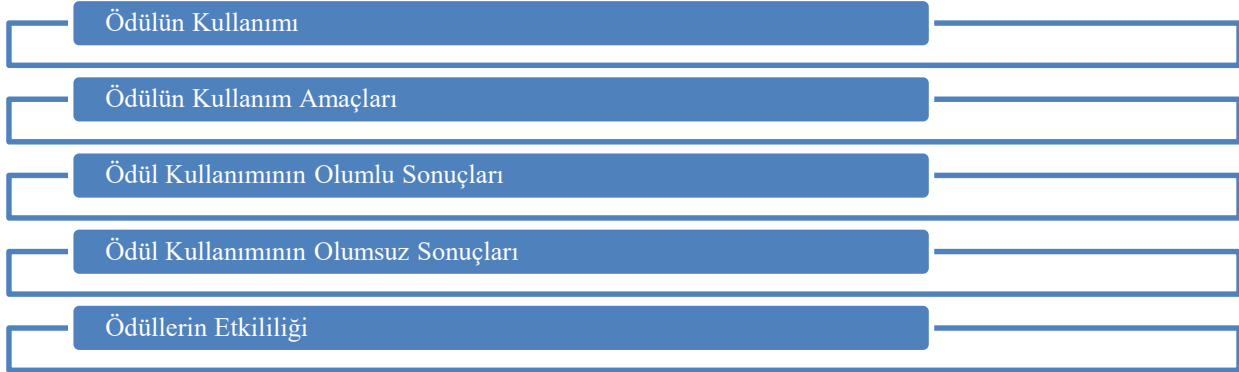 Ödülün Kullanımı
Ödülün Kullanım Amaçları
Ödül Kullanımının Olumlu Sonuçları
Ödül Kullanımının Olumsuz Sonuçları
Ödüllerin Etkililiği